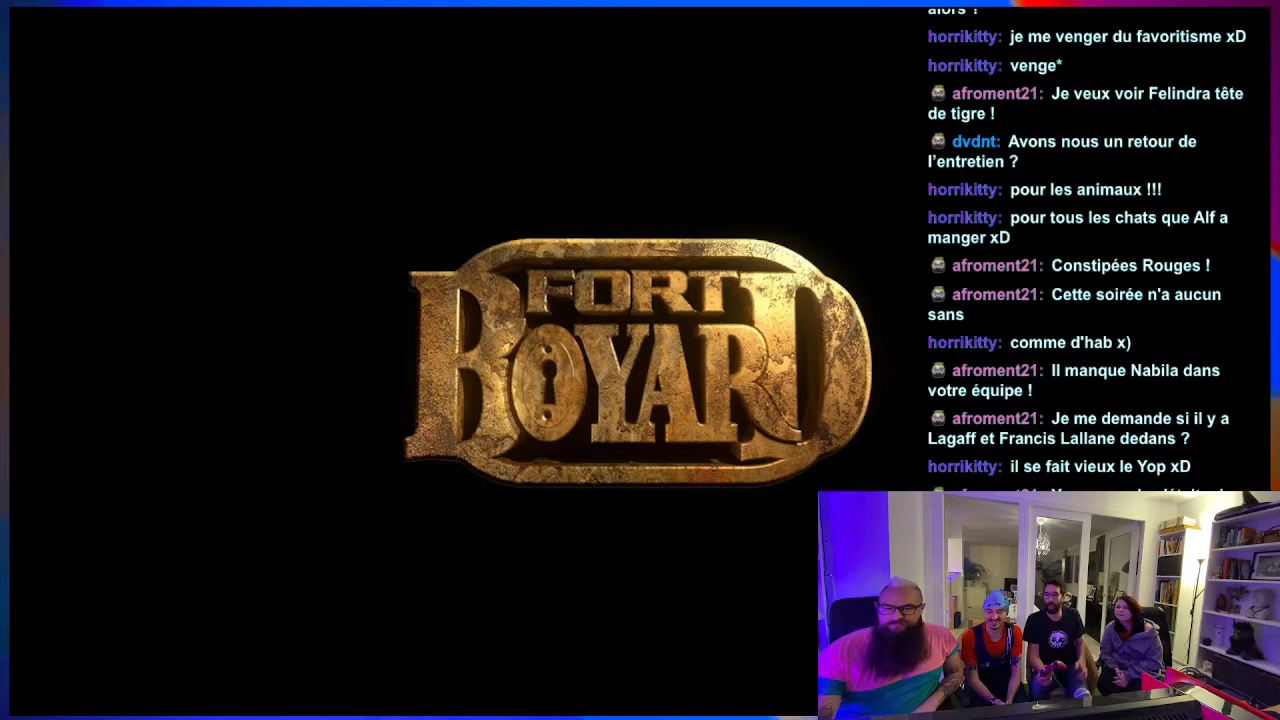 alors ?
horrikitty: je me venger du favoritisme xD
horrikitty: venge*
afroment21: Je veux voir Felindra tête
de tigre !
dvdnt: Avons nous un retour de
l'entretien ?
horrikitty: pour les animaux !!!
horrikitty: pour tous les chats que Alf a
manger xD
afroment21: Constipées Rouges !
afroment21: Cette soirée n'a aucun
sans
horrikitty: comme d'hab x)
afroment21: Il manque Nabila dans
votre équipe !
afroment21: Je me demande si il y a
Lagaff et Francis Lallane dedans ?
horrikitty: il se fait vieux le Yop xD
FORT
BOYARD